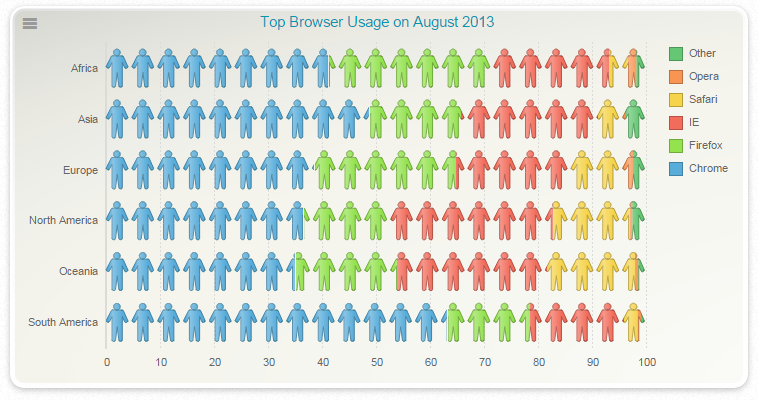 Top Browser Usage on August 2013
Africa
Asia
Europe
North America
Oceania
South America
0 10 20 30 40 50 60 70 80 90 100
Other
Opera
Safari
IE
Firefox
Chrome